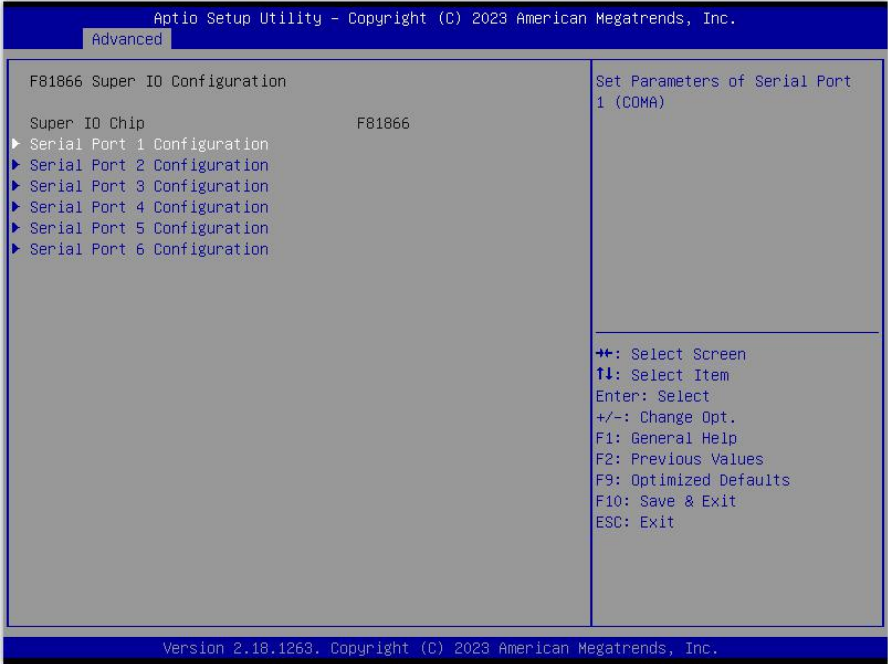 Aptio Setup Utility – Copyright (C) 2023 American Megatrends, Inc.
Advanced
F81866 Super IO Configuration
Super IO Chip F81866
Serial Port 1 Configuration
Serial Port 2 Configuration
Serial Port 3 Configuration
Serial Port 4 Configuration
Serial Port 5 Configuration
Serial Port 6 Configuration
Set Parameters of Serial Port
1 (COMA)
→←: Select Screen
↑↓: Select Item
Enter: Select
+/-: Change Opt.
F1: General Help
F2: Previous Values
F9: Optimized Defaults
F10: Save & Exit
ESC: Exit
Version 2.18.1263. Copyright (C) 2023 American Megatrends, Inc.